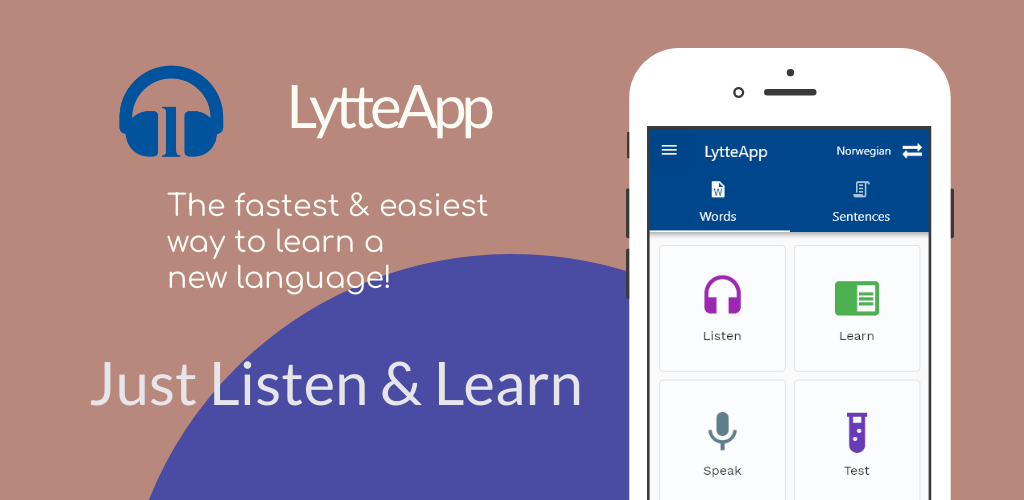 LytteApp
The fastest & easiest
way to learn a
new language!
Just Listen & Learn
LytteApp
Norwegian
W
Words
Sentences
Listen
Learn
Speak
Test